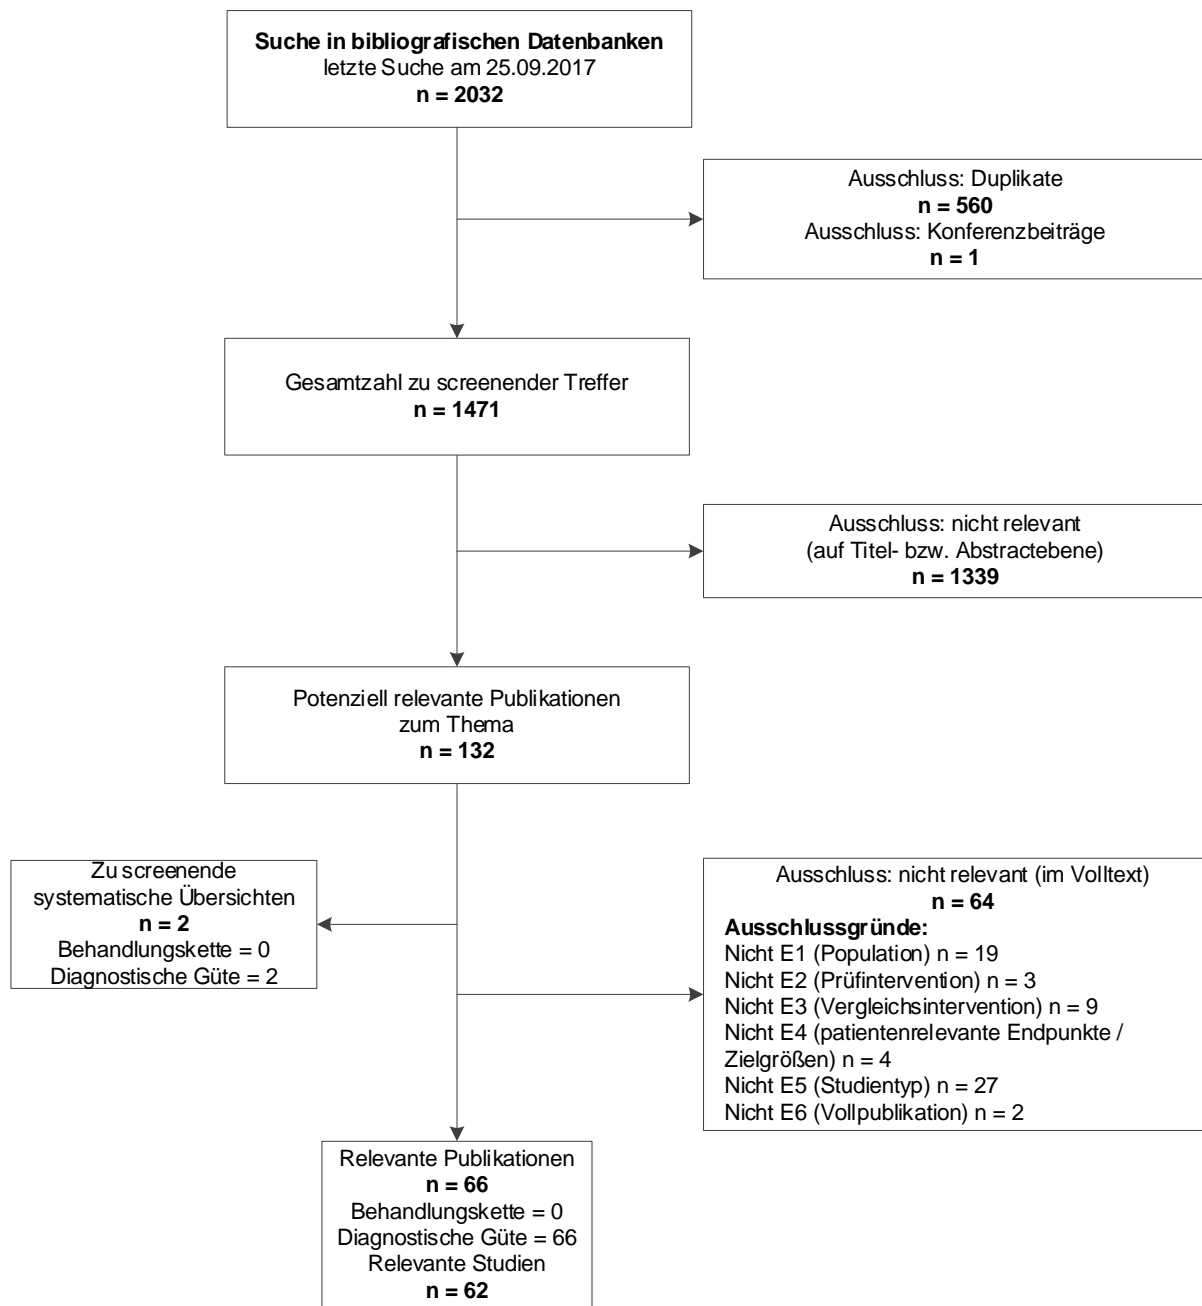 Suche in bibliografischen Datenbanken
letzte Suche am 25.09.2017
n = 2032
Ausschluss: Duplikate
n = 560
Ausschluss: Konferenzbeiträge
n = 1
Gesamtzahl zu screenender Treffer
n = 1471
Ausschluss: nicht relevant
(auf Titel- bzw. Abstractebene)
n = 1339
Potenziell relevante Publikationen
zum Thema
n = 132
Zu screenende
systematische Übersichten
n = 2
Behandlungskette = 0
Diagnostische Güte = 2
Ausschluss: nicht relevant (im Volltext)
n = 64
Ausschlussgründe:
Nicht E1 (Population) n = 19
Nicht E2 (Prüfintervention) n = 3
Nicht E3 (Vergleichsintervention) n = 9
Nicht E4 (patientenrelevante Endpunkte /
Zielgrößen) n = 4
Nicht E5 (Studientyp) n = 27
Nicht E6 (Vollpublikation) n = 2
Relevante Publikationen
n = 66
Behandlungskette = 0
Diagnostische Güte = 66
Relevante Studien
n = 62